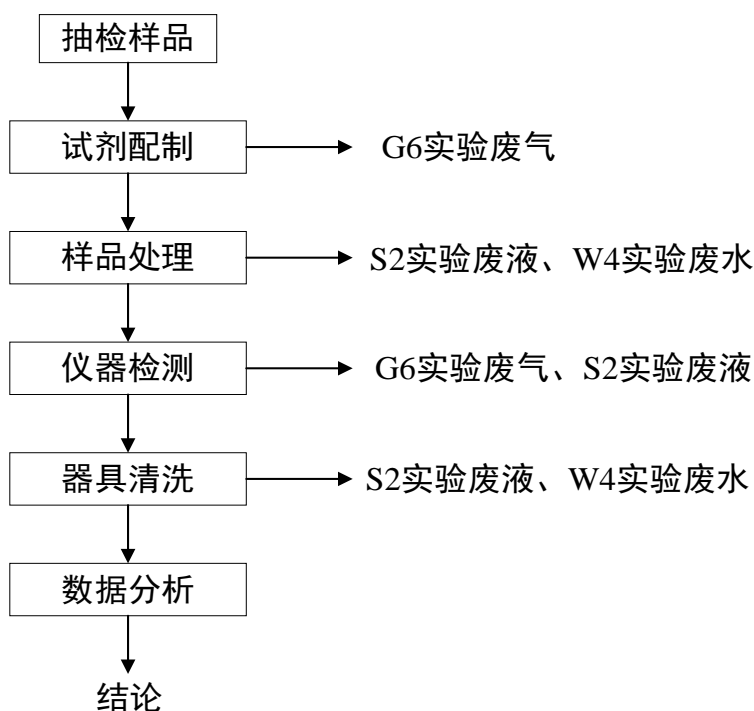 抽检样品
试剂配制
G6实验废气
样品处理
S2实验废液、W4实验废水
仪器检测
G6实验废气、S2实验废液
器具清洗
S2实验废液、W4实验废水
数据分析
结论